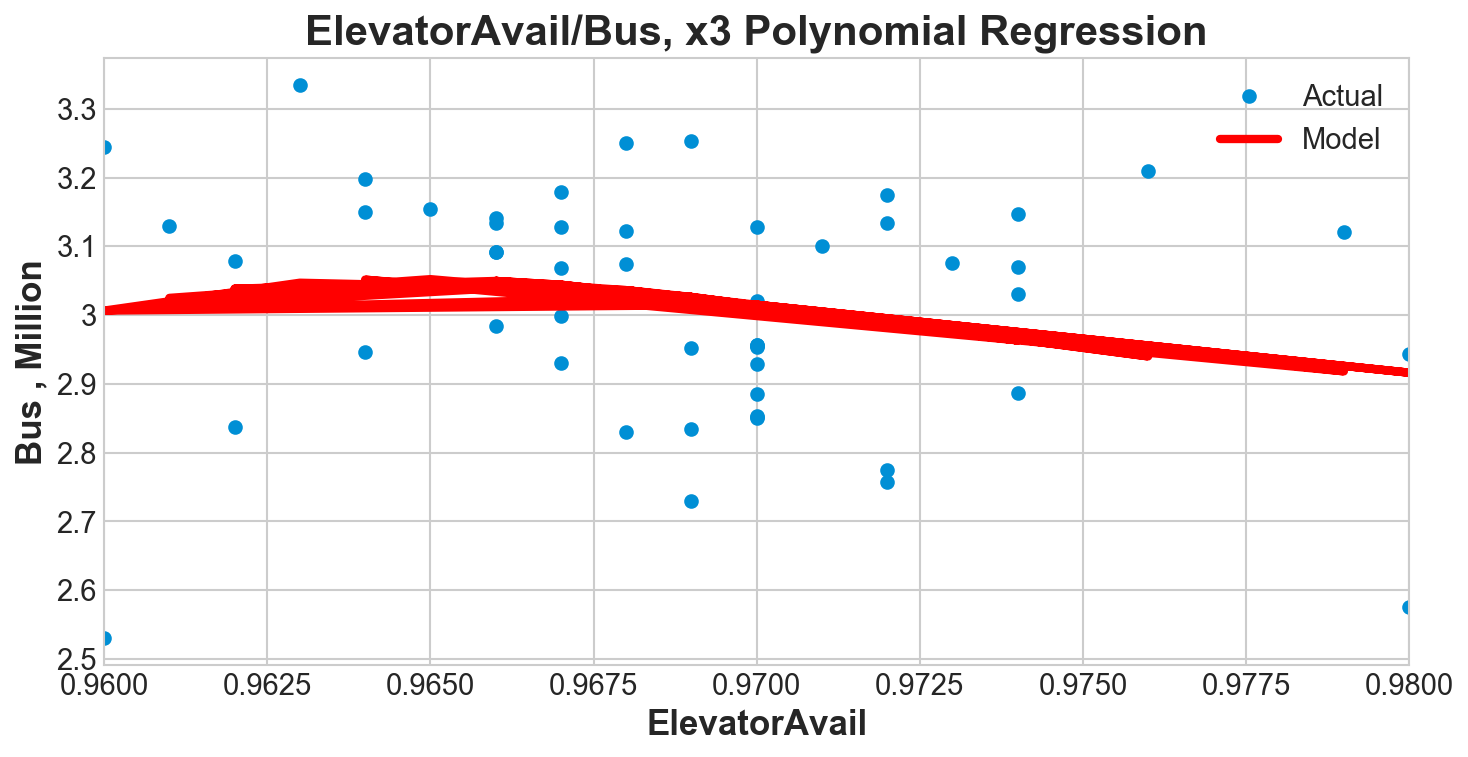 ElevatorAvail/Bus, x3 Polynomial Regression
Actual
Model
3.3
3.2
3.1
3
2.9
2.8
2.7
2.6
2.5
Bus , Million
0.9600 0.9625 0.9650 0.9675 0.9700 0.9725 0.9750 0.9775 0.9800
ElevatorAvail